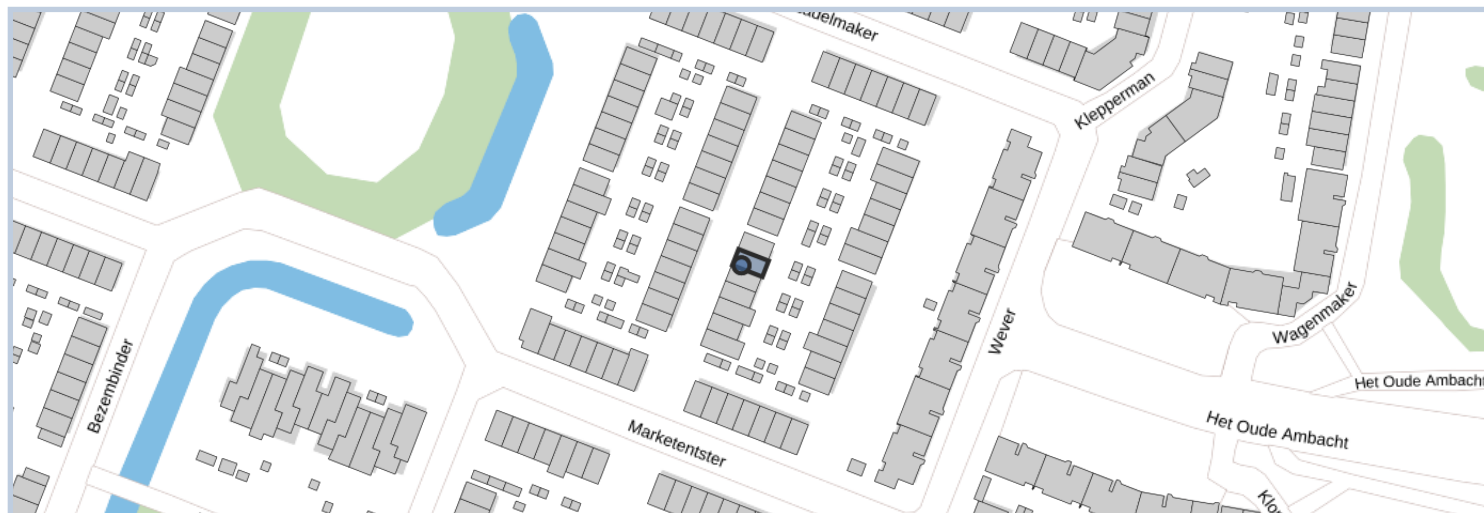 Klepperman
Wever
Wagenmaker
Bezembinder
Het Oude Ambacht
Het Oude Ambacht
Marketentster